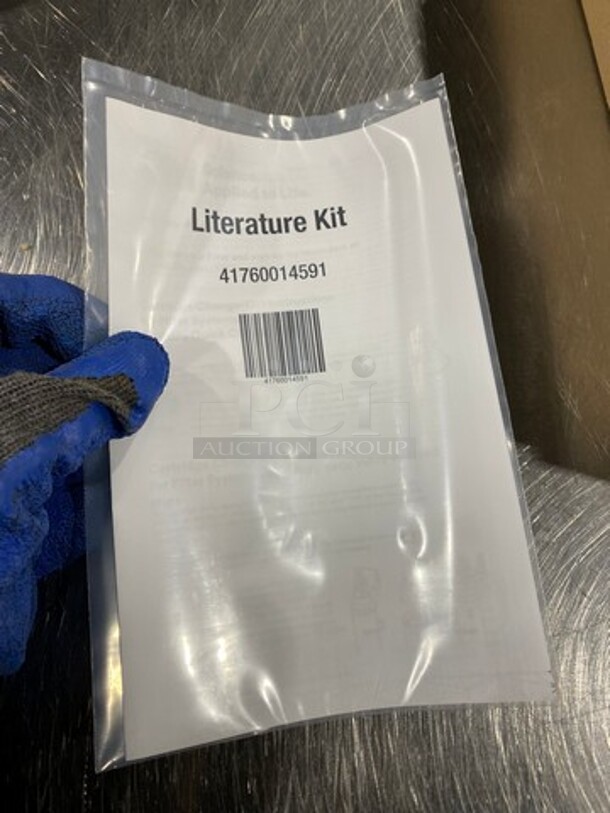 Literature Kit
41760014591
41760014591
PCi
AUCTION GROUP